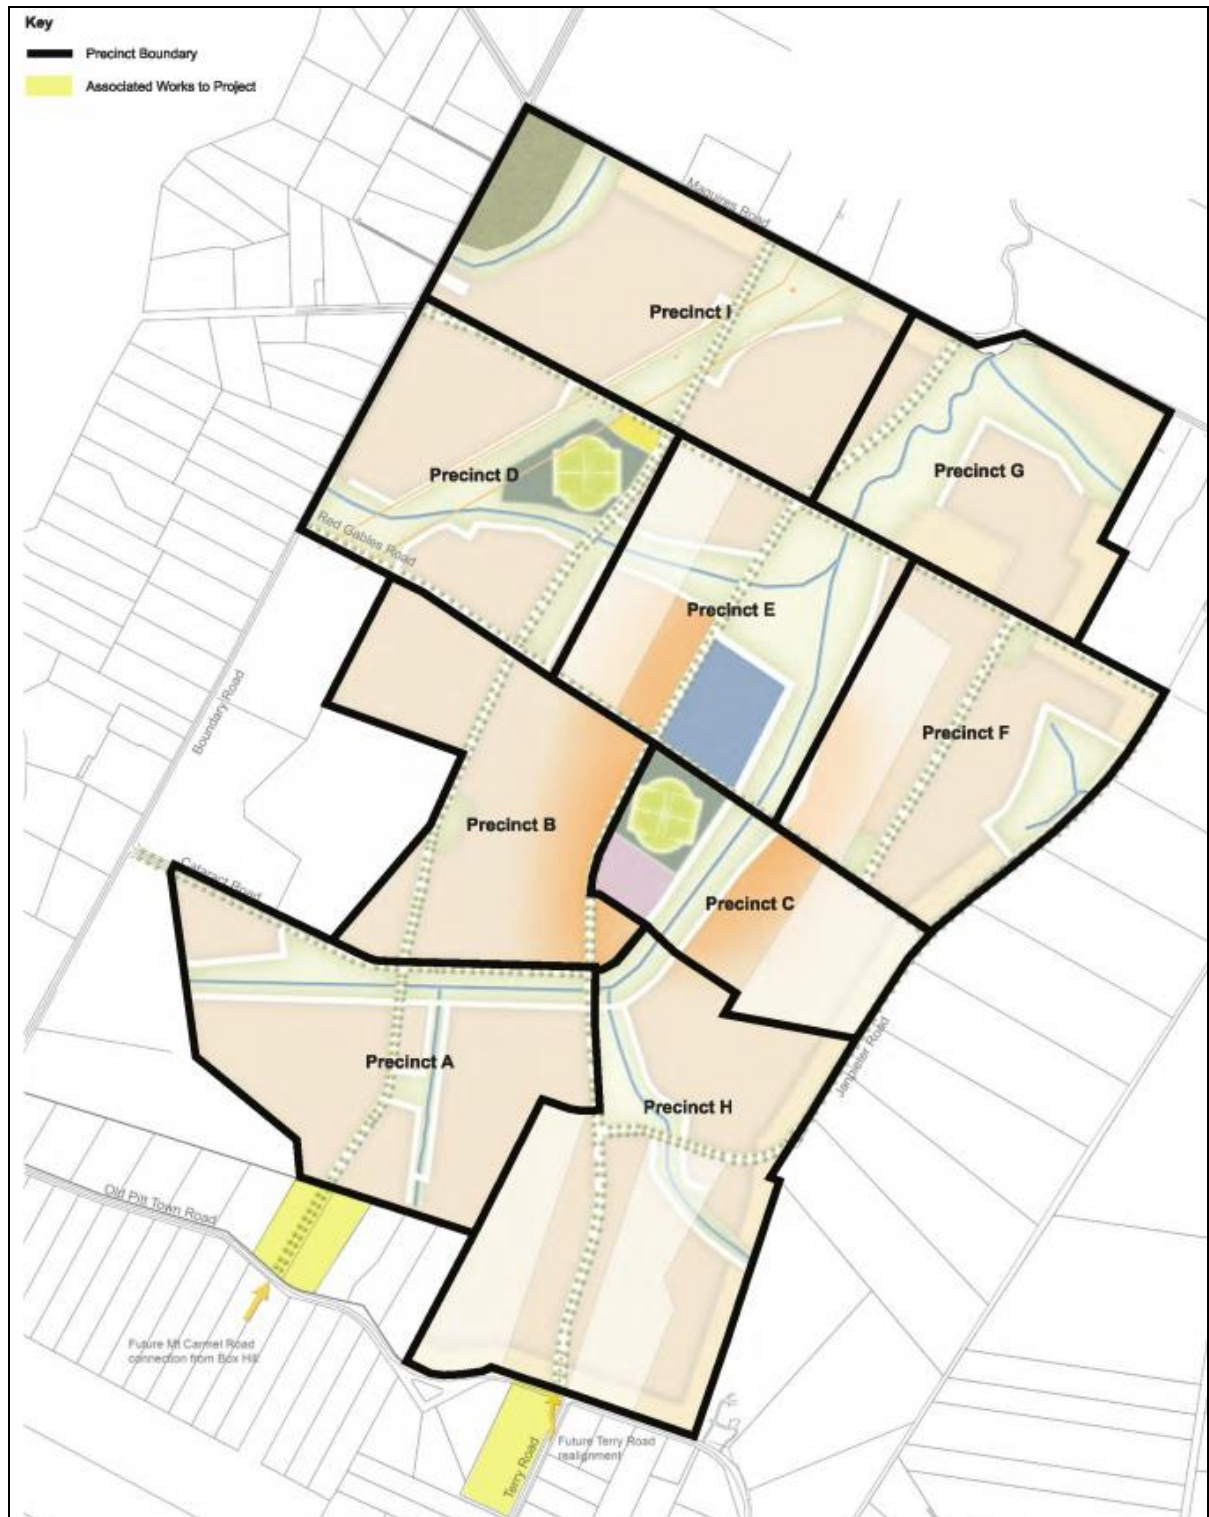 Key
Precinct Boundary
Associated Works to Project
Maguires Road
Precinct I
Precinct G
Precinct D
Red Gables Road
Precinct E
Boundary Road
Precinct F
Precinct B
Cataract Road
Precinct C
Janpieter Road
Precinct A
Precinct H
Old Pitt Town Road
Future Mt Carmel Road
connection from Box Hill
Terry Road
Future Terry Road
realignment